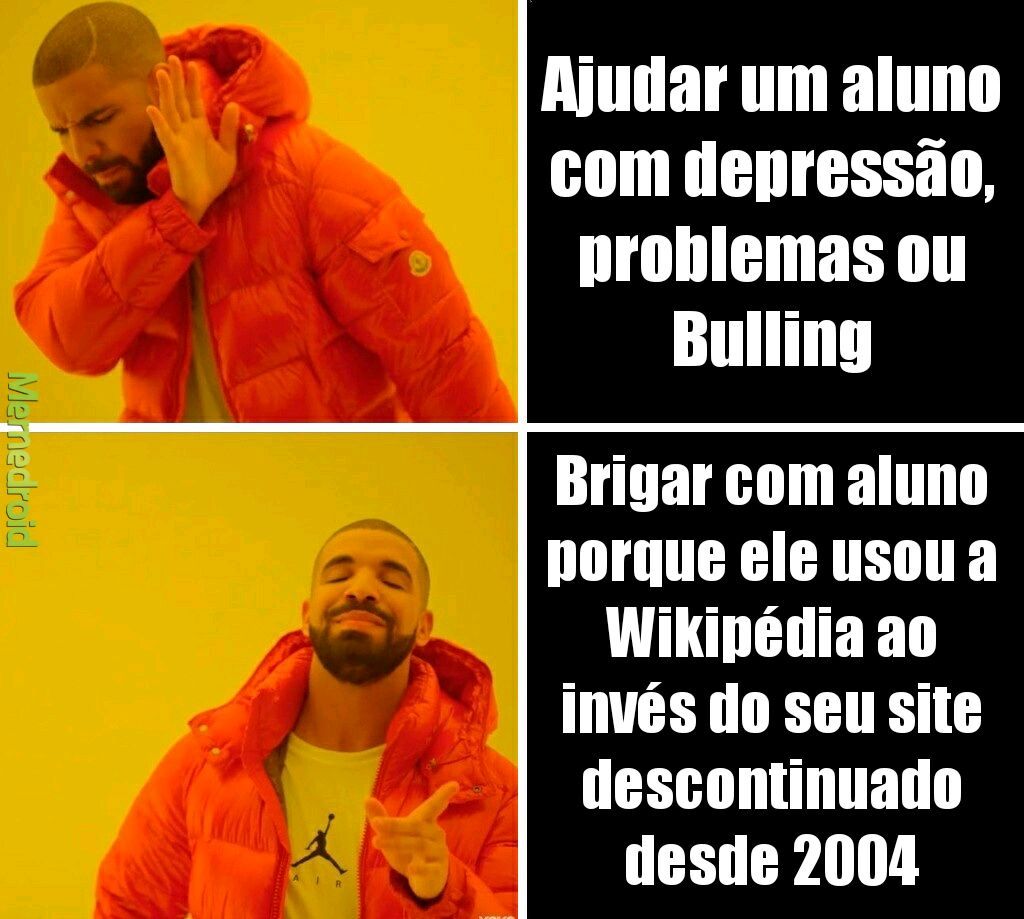 Ajudar um aluno
com depressão,
problemas ou
Bulling
Memedroid
Brigar com aluno
porque ele usou a
Wikipédia ao
invés do seu site
descontinuado
desde 2004
A I R